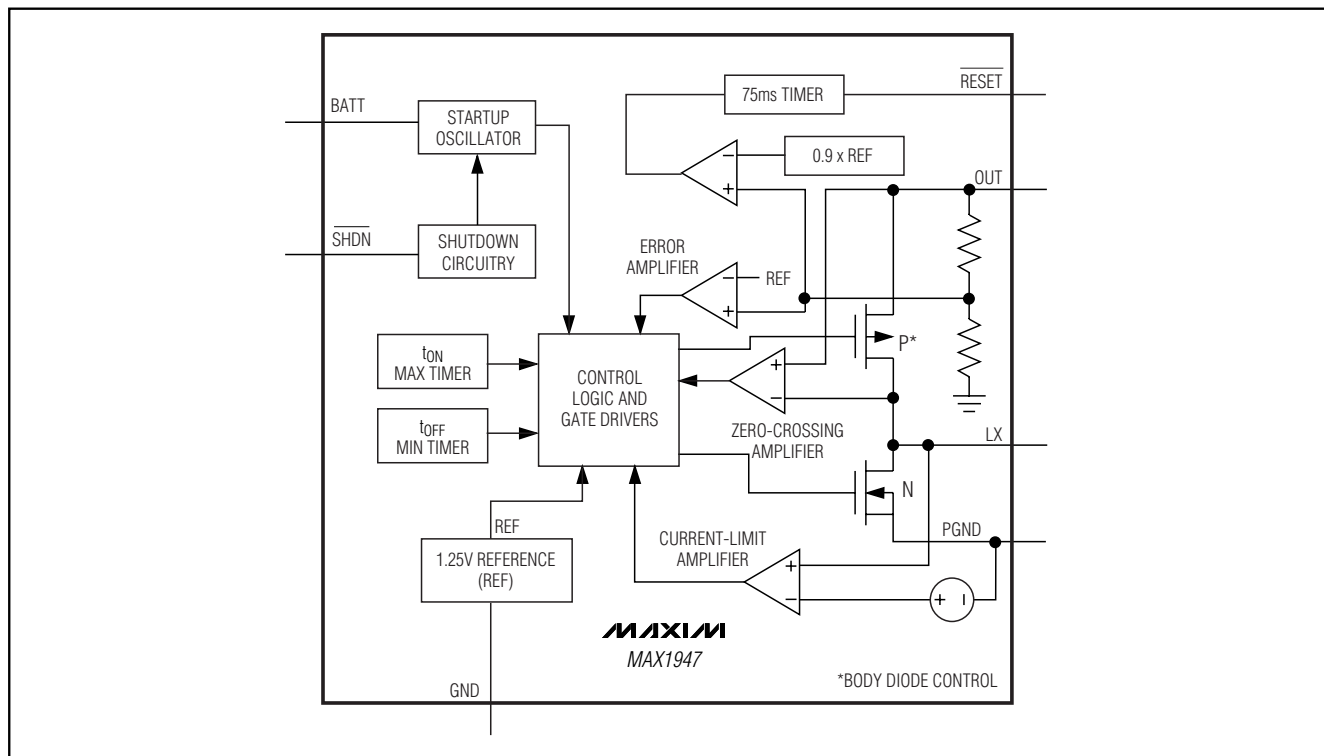 RESET
75ms TIMER
BATT
STARTUP
OSCILLATOR
−
0.9 x REF
+
OUT
SHDN
SHUTDOWN
CIRCUITRY
ERROR
AMPLIFIER
−
REF
+
P*
tON
MAX TIMER
CONTROL
LOGIC AND
GATE DRIVERS
+
−
tOFF
MIN TIMER
ZERO-CROSSING
AMPLIFIER
LX
N
REF
PGND
1.25V REFERENCE
(REF)
CURRENT-LIMIT
AMPLIFIER
+
−
+ −
MAXIM
MAX1947
*BODY DIODE CONTROL
GND